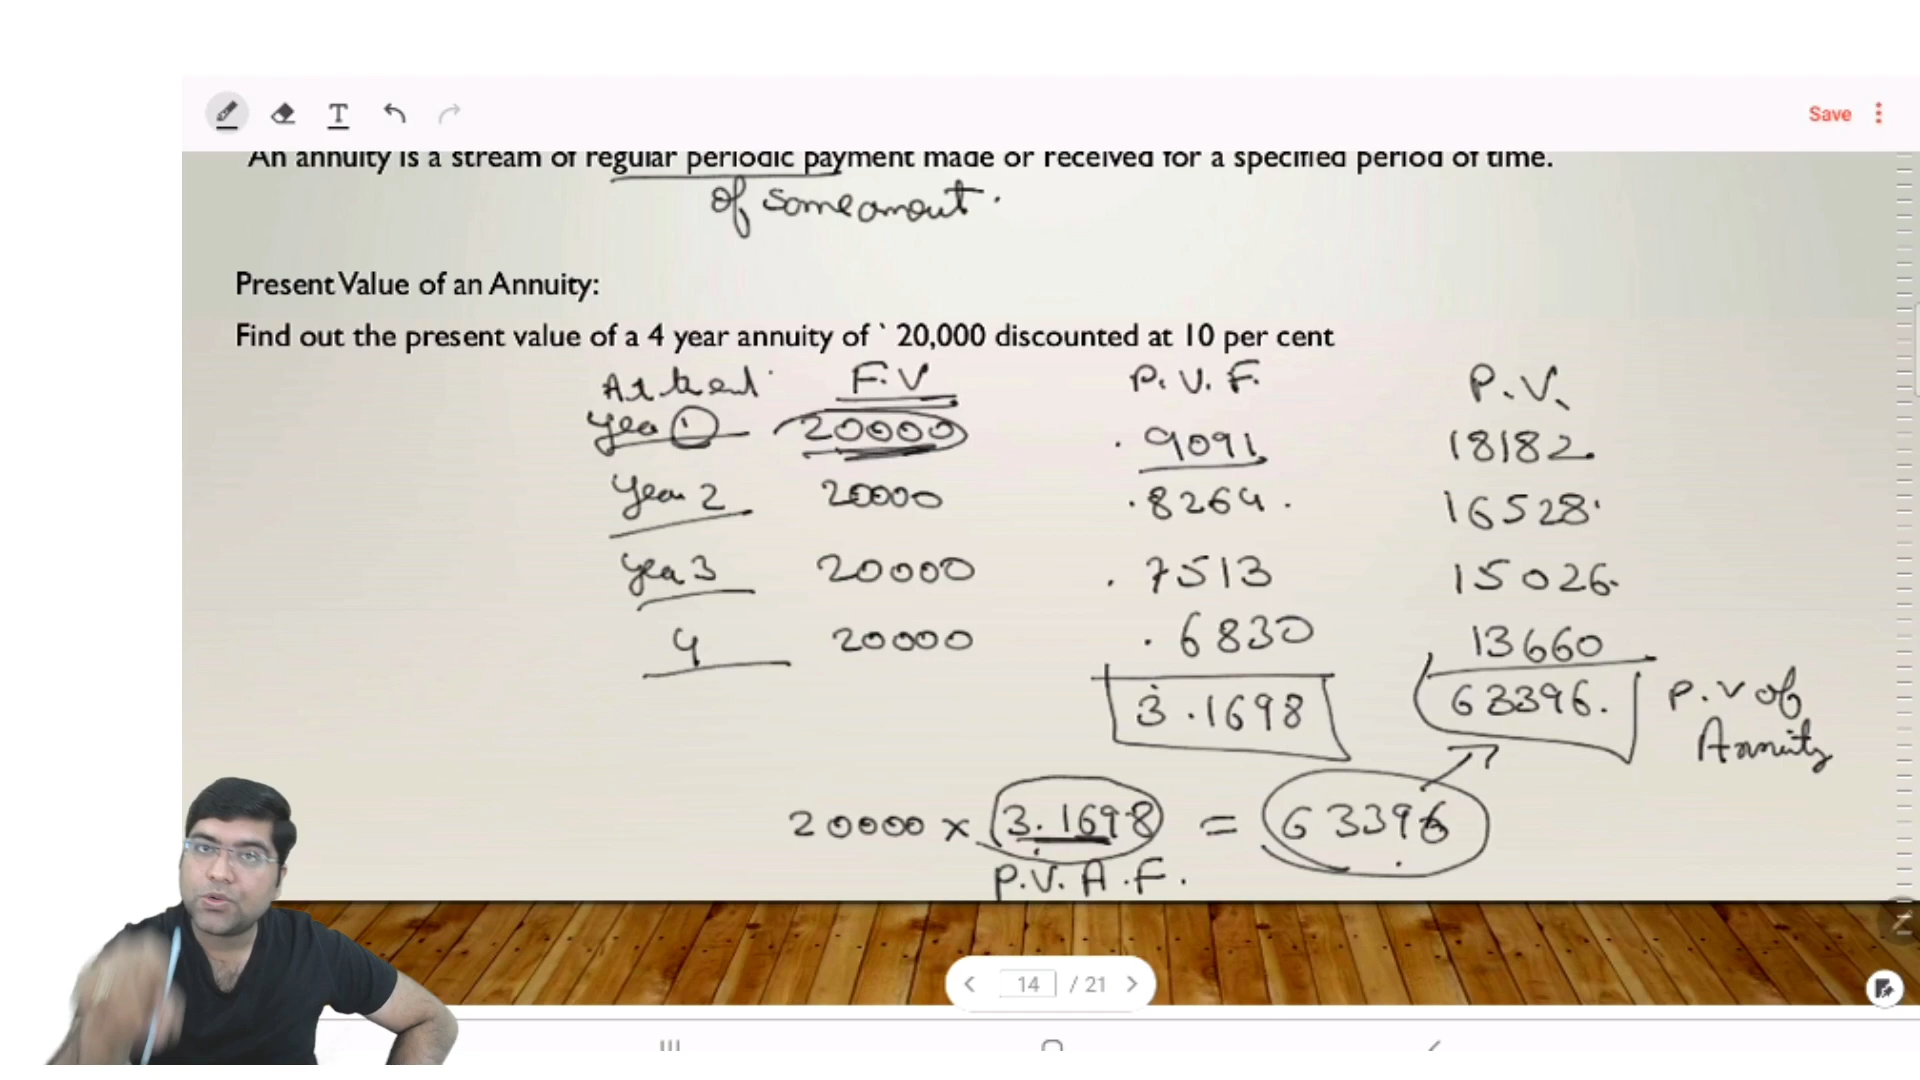 Save
An annuity is a stream of regular periodic payment made or received for a specified period of time.
of same amount.
Present Value of an Annuity:
Find out the present value of a 4 year annuity of ` 20,000 discounted at 10 per cent
At the end F.V P.V.F. P.V.
Year 1 20000 .9091 18182
Year 2 20000 .8264 16528
Year 3 20000 .7513 15026
4 20000 .6830 13660
3.1698 63396. P.V of
Annuity
20000 x 3.1698 = 63396
P.V.A.F.
14 / 21